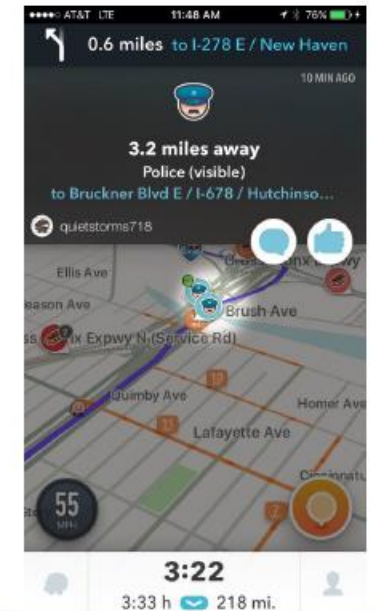 AT&T LTE 11:48 AM 76%
0.6 miles to I-278 E / New Haven
10 MIN AGO
3.2 miles away
Police (visible)
to Bruckner Blvd E / I-678 / Hutchinso...
quietstorms718
Ellis Ave
eason Ave
Brush Ave
Expwy N (Service Rd)
Quimby Ave
Homer Ave
Lafayette Ave
55
MPH
3:22
3:33 h 218 mi.